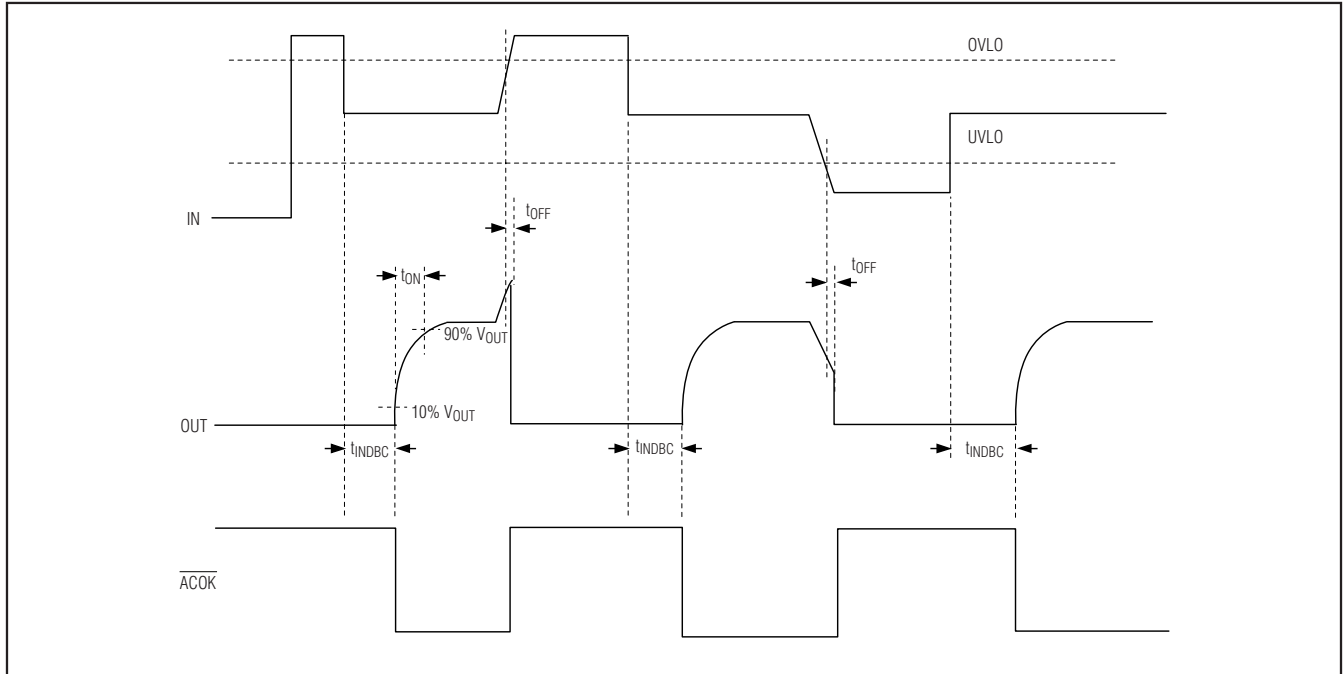 OVLO
UVLO
IN
tOFF
tON
tOFF
90% VOUT
10% VOUT
OUT
tINDBC
tINDBC
tINDBC
ACOK